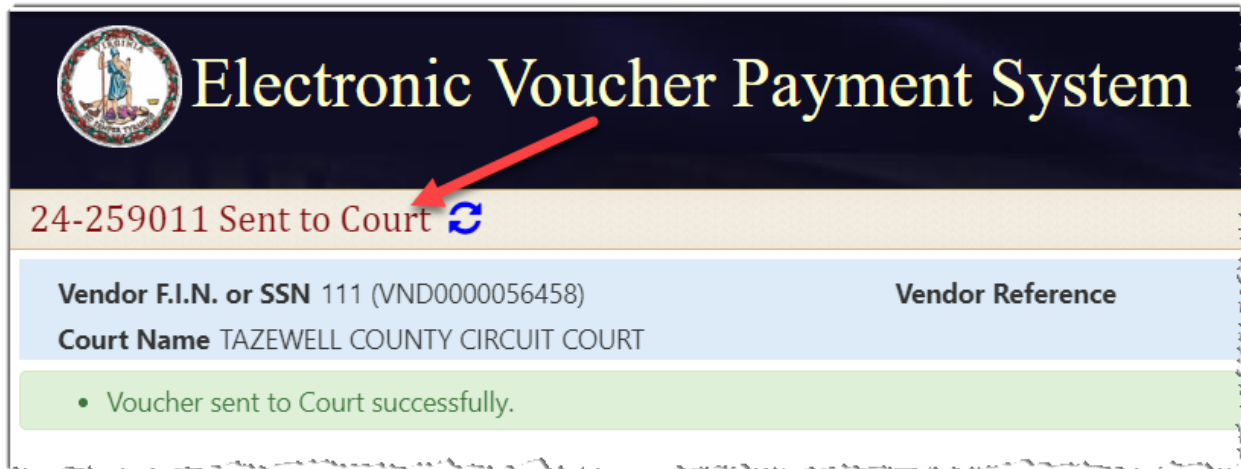 VIRGINIA
Electronic Voucher Payment System
24-259011 Sent to Court
Vendor F.I.N. or SSN 111 (VND0000056458) Vendor Reference
Court Name TAZEWELL COUNTY CIRCUIT COURT
• Voucher sent to Court successfully.